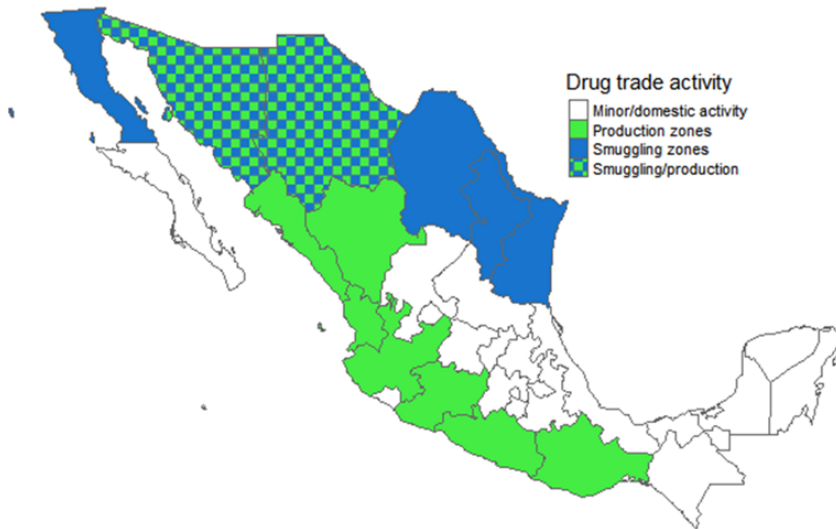 Drug trade activity
Minor/domestic activity
Production zones
Smuggling zones
Smuggling/production